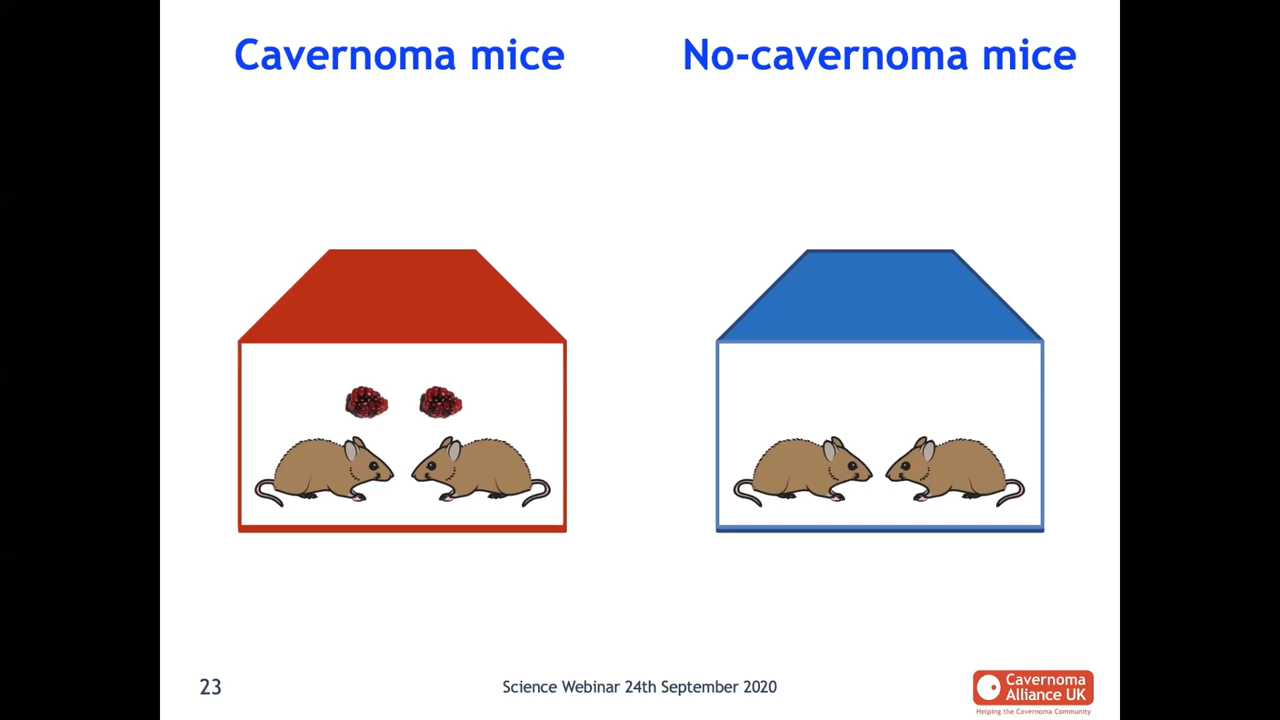 Cavernoma mice
No-cavernoma mice
23
Science Webinar 24th September 2020
Cavernoma
Alliance UK
Helping the Cavernoma Community